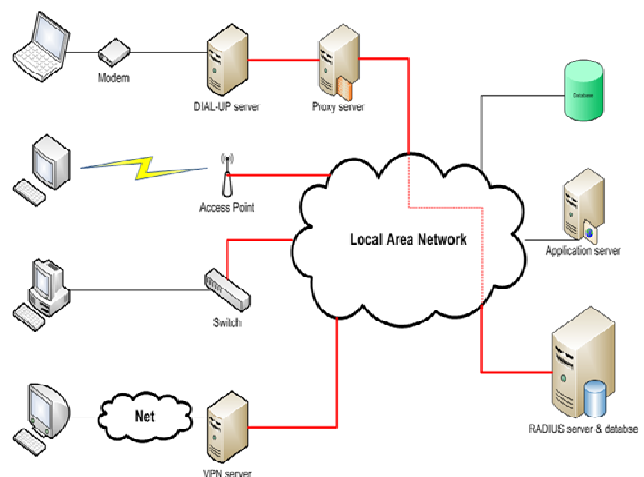 Modem
DIAL-UP server
Proxy server
Database
Access Point
Local Area Network
Application server
Switch
Net
RADIUS server & databse
VPN server